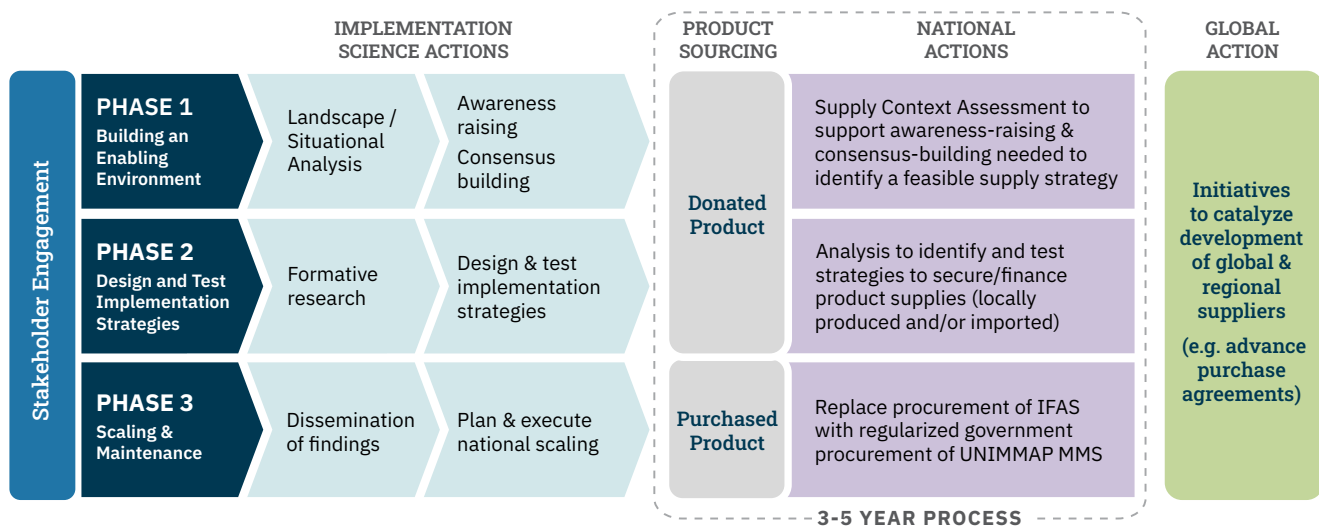 IMPLEMENTATION
SCIENCE ACTIONS
PRODUCT
SOURCING
NATIONAL
ACTIONS
GLOBAL
ACTION
Stakeholder Engagement
PHASE 1
Building an
Enabling
Environment
Landscape /
Situational
Analysis
Awareness
raising
Consensus
building
Donated
Product
Supply Context Assessment to
support awareness-raising &
consensus-building needed to
identify a feasible supply strategy
PHASE 2
Design and Test
Implementation
Strategies
Formative
research
Design & test
implementation
strategies
Analysis to identify and test
strategies to secure/finance
product supplies (locally
produced and/or imported)
PHASE 3
Scaling &
Maintenance
Dissemination
of findings
Plan & execute
national scaling
Purchased
Product
Replace procurement of IFAS
with regularized government
procurement of UNIMMAP MMS
Initiatives
to catalyze
development
of global &
regional
suppliers
(e.g. advance
purchase
agreements)
3-5 YEAR PROCESS